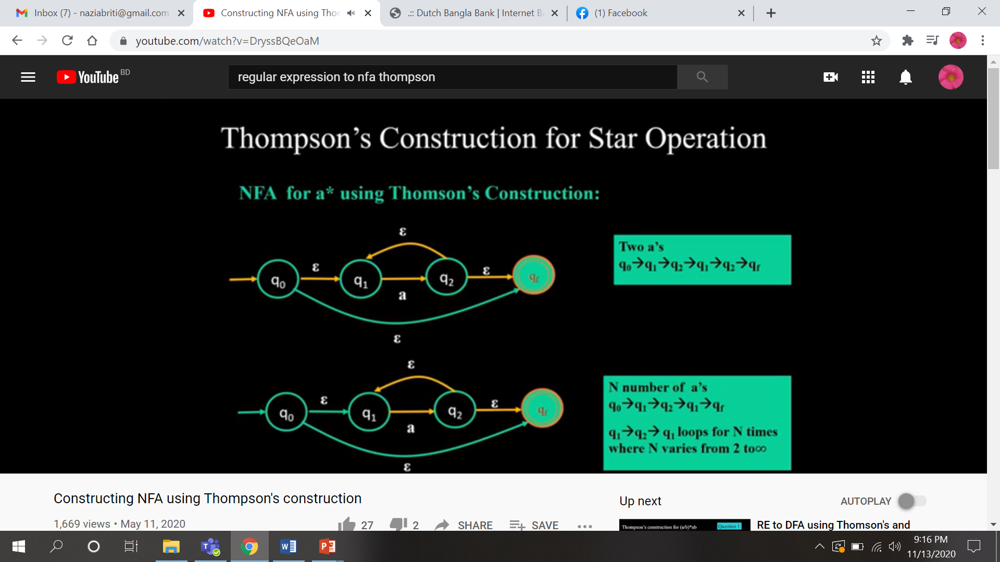 Inbox (7) - naziabriti@gmail.com
Constructing NFA using Thor
.:: Dutch Bangla Bank | Internet Ba
(1) Facebook
youtube.com/watch?v=DryssBQeOaM
YouTube BD
regular expression to nfa thompson
Thompson's Construction for Star Operation
NFA for a* using Thomson's Construction:
ε
Two a's
q₀→q₁→q₂→q₁→q₂→qf
ε ε
q₀ q₁ q₂ qf
a
ε
ε
N number of a's
q₀→q₁→q₂→q₁→qf
ε ε
q₀ q₁ q₂ qf
a
q₁→q₂→ q₁ loops for N times
where N varies from 2 to∞
ε
Constructing NFA using Thompson's construction
1,669 views • May 11, 2020
27 2 SHARE SAVE
Up next
AUTOPLAY
Thompson's construction for (a/b)*ab
Question 1
RE to DFA using Thomson's and
9:16 PM
11/13/2020